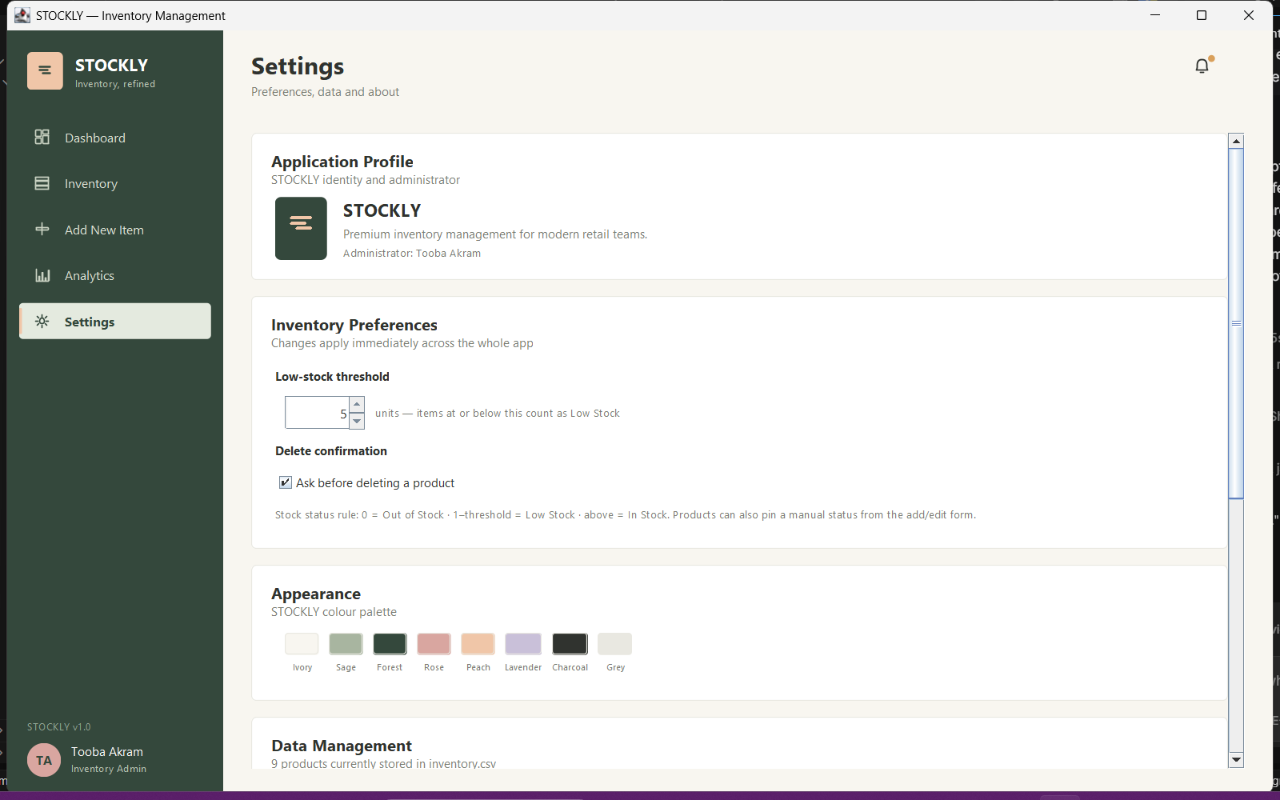 STOCKLY — Inventory Management
STOCKLY
Inventory, refined
Dashboard
Inventory
Add New Item
Analytics
Settings
STOCKLY v1.0
TA
Tooba Akram
Inventory Admin
Settings
Preferences, data and about
Application Profile
STOCKLY identity and administrator
STOCKLY
Premium inventory management for modern retail teams.
Administrator: Tooba Akram
Inventory Preferences
Changes apply immediately across the whole app
Low-stock threshold
5
units — items at or below this count as Low Stock
Delete confirmation
Ask before deleting a product
Stock status rule: 0 = Out of Stock · 1–threshold = Low Stock · above = In Stock. Products can also pin a manual status from the add/edit form.
Appearance
STOCKLY colour palette
Ivory Sage Forest Rose Peach Lavender Charcoal Grey
Data Management
9 products currently stored in inventory.csv